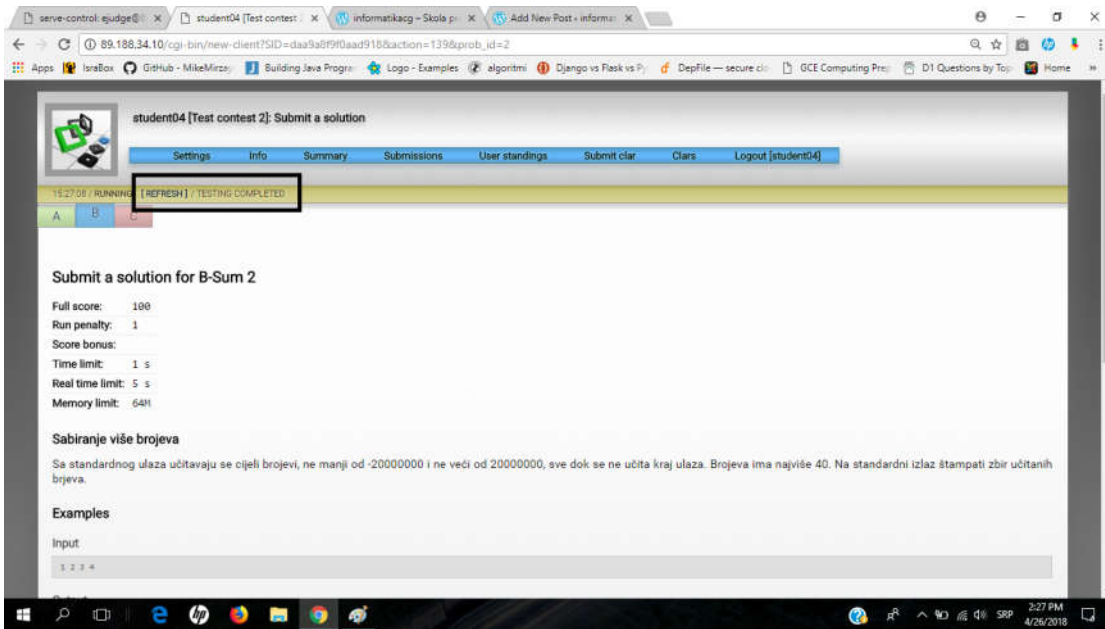 serve-control: ejudge@
student04 [Test contest
informatikacg – Skola p
Add New Post ‹ informa
89.188.34.10/cgi-bin/new-client?SID=daa9a8f9f0aad918&action=139&prob_id=2
Apps IsraBox GitHub - MikeMirza Building Java Progra Logo - Examples algoritmi Django vs Flask vs Py DepFile — secure clo GCE Computing Pre D1 Questions by Top Home »
student04 [Test contest 2]: Submit a solution
Settings Info Summary Submissions User standings Submit clar Clars Logout [student04]
15:27:08 / RUNNING [ REFRESH ] / TESTING COMPLETED
A B C
Submit a solution for B-Sum 2
Full score: 100
Run penalty: 1
Score bonus:
Time limit: 1 s
Real time limit: 5 s
Memory limit: 64M
Sabiranje više brojeva
Sa standardnog ulaza učitavaju se cijeli brojevi, ne manji od -20000000 i ne veći od 20000000, sve dok se ne učita kraj ulaza. Brojeva ima najviše 40. Na standardni izlaz štampati zbir učitanih
brjeva.
Examples
Input
1 2 3 4
SRP 2:27 PM
4/26/2018